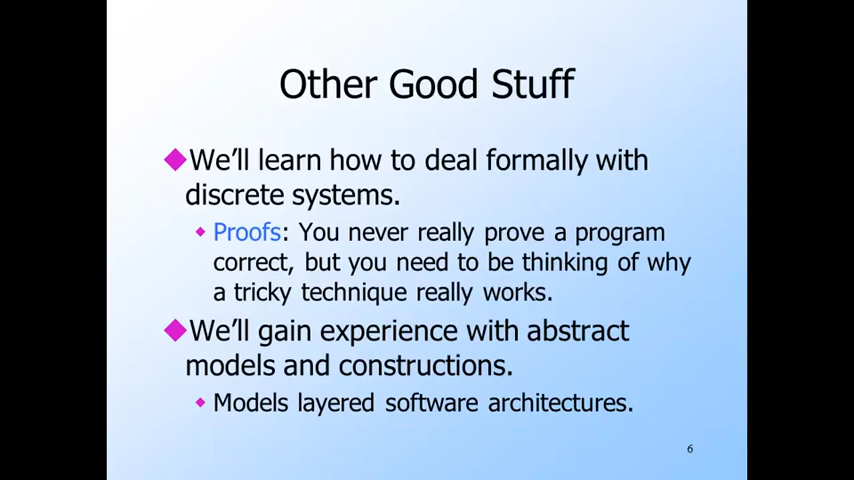 Other Good Stuff
We'll learn how to deal formally with
discrete systems.
Proofs: You never really prove a program
correct, but you need to be thinking of why
a tricky technique really works.
We'll gain experience with abstract
models and constructions.
Models layered software architectures.
6